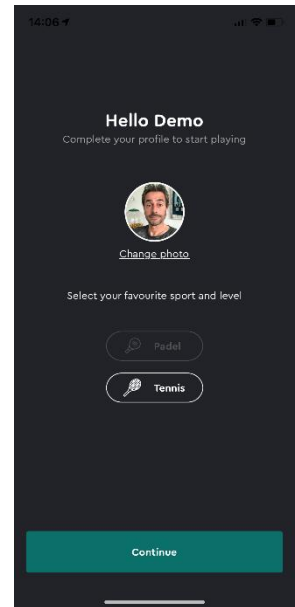 14:06
Hello Demo
Complete your profile to start playing
Change photo
Select your favourite sport and level
Padel
Tennis
Continue